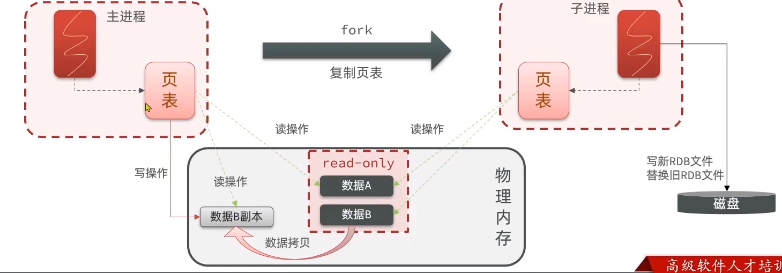 主进程
fork
子进程
页
表
复制页表
页
表
读操作
读操作
read-only
写操作
读操作
数据A
数据B
数据B副本
数据拷贝
物
理
内
存
写新RDB文件
替换旧RDB文件
磁盘
高级软件人才培训